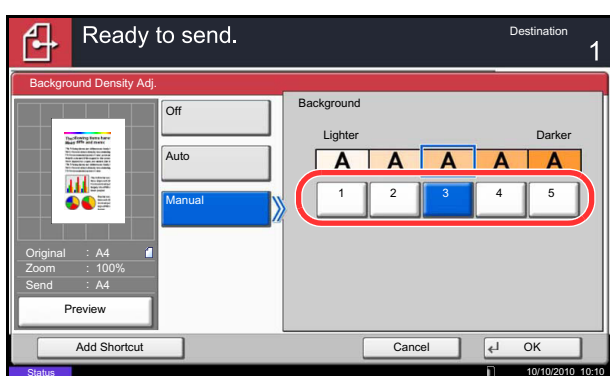 Ready to send.
Destination
1
Background Density Adj.
Off
Auto
Manual
Background
Lighter Darker
A A A A A
1 2 3 4 5
Original : A4
Zoom : 100%
Send : A4
Preview
Add Shortcut
Cancel
OK
Status
10/10/2010 10:10